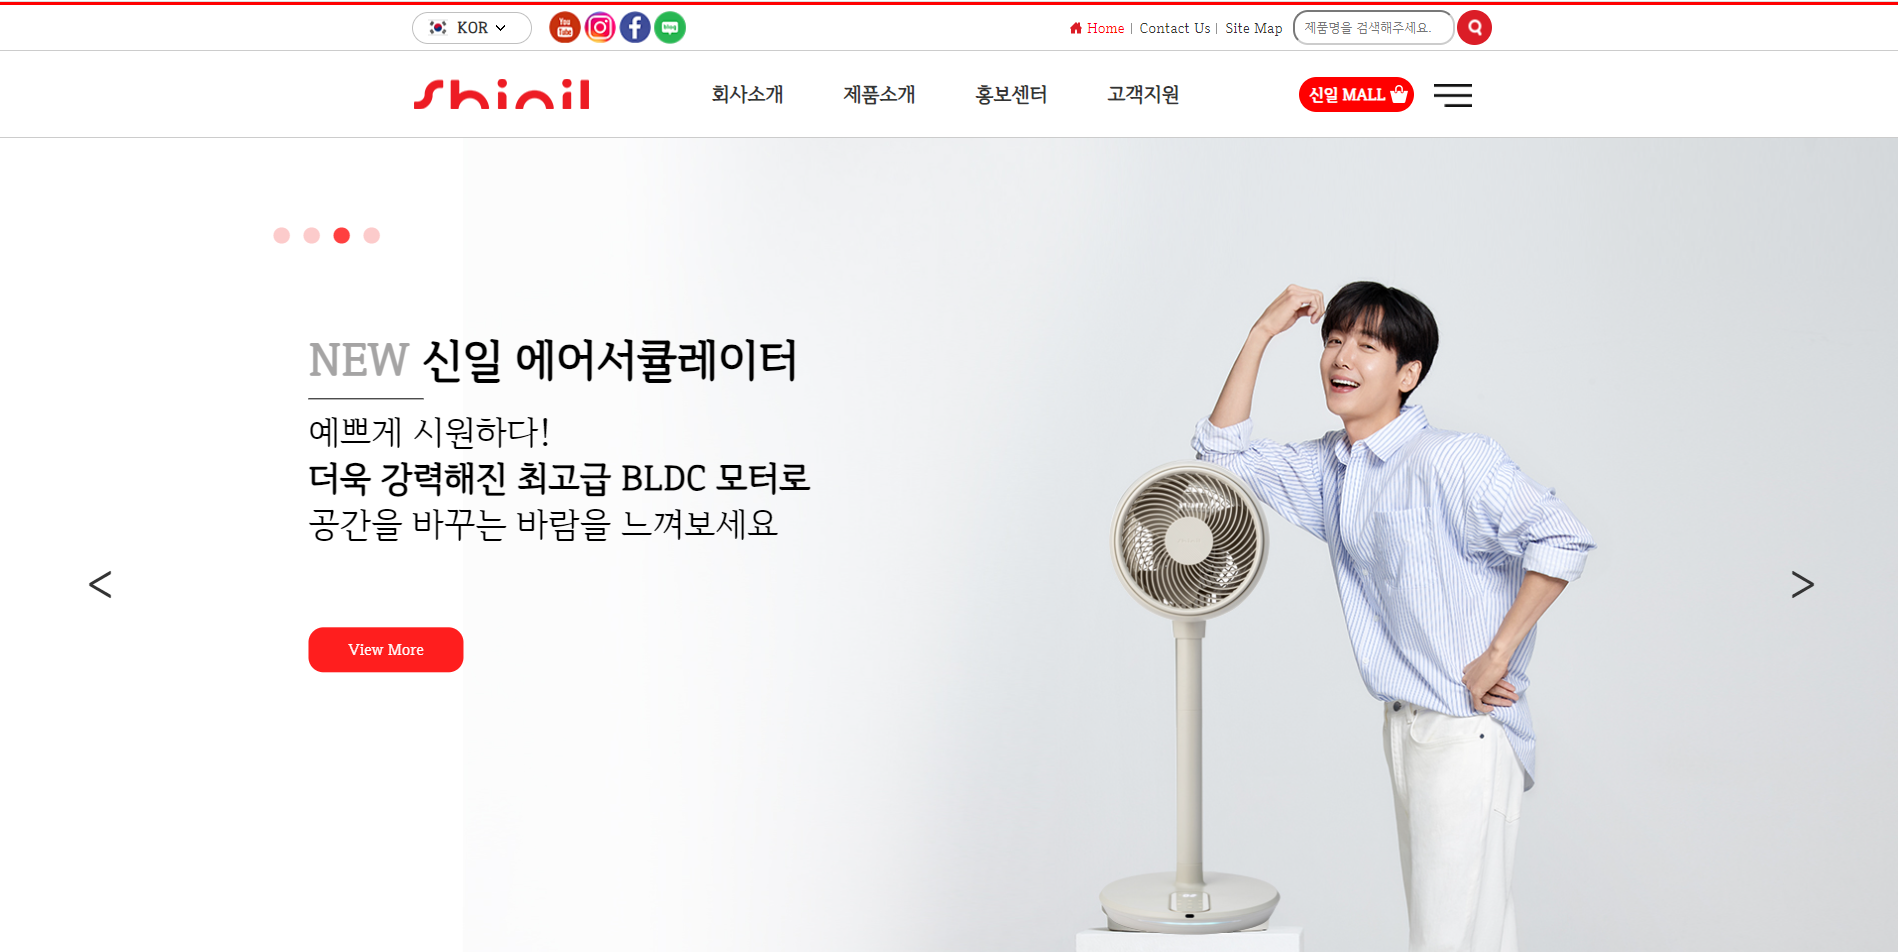 KOR
You
Tube
blog
Home | Contact Us | Site Map
제품명을 검색해주세요.
shinil
회사소개
제품소개
홍보센터
고객지원
신일 MALL
NEW 신일 에어서큘레이터
예쁘게 시원하다!
더욱 강력해진 최고급 BLDC 모터로
공간을 바꾸는 바람을 느껴보세요
< >
View More